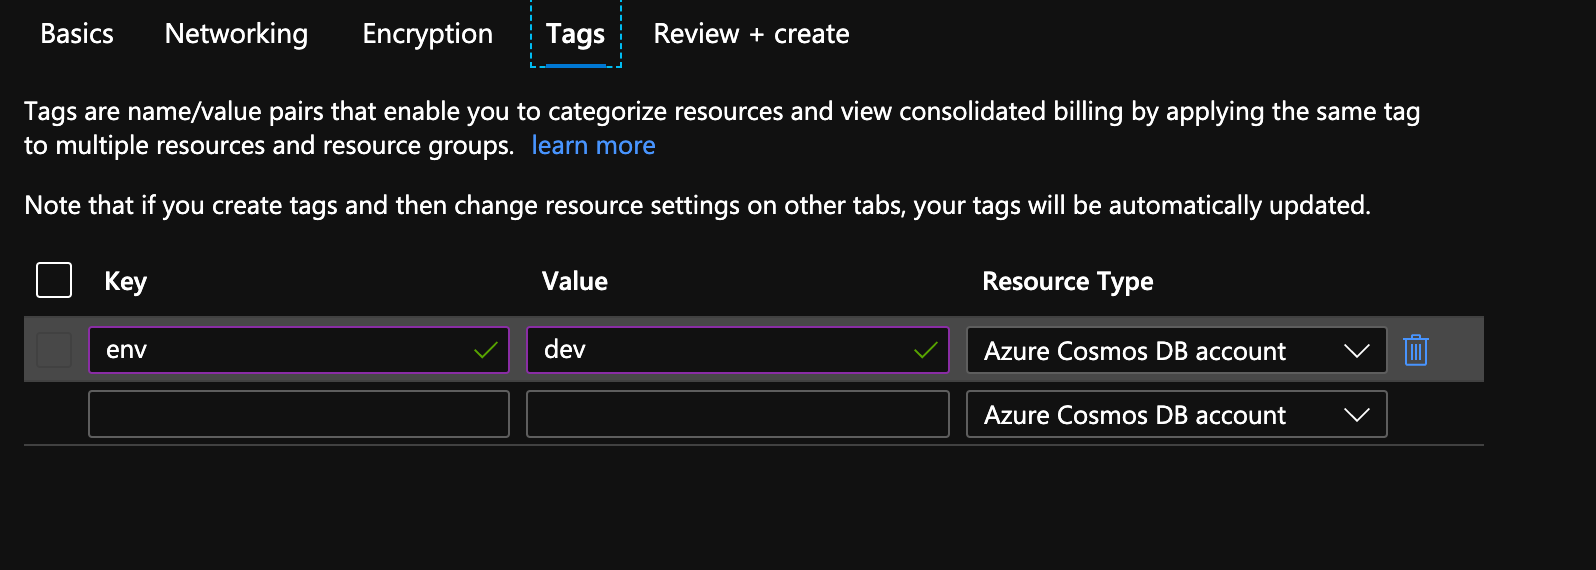 Basics Networking Encryption Tags Review + create
Tags are name/value pairs that enable you to categorize resources and view consolidated billing by applying the same tag
to multiple resources and resource groups. learn more
Note that if you create tags and then change resource settings on other tabs, your tags will be automatically updated.
Key Value Resource Type
env dev Azure Cosmos DB account
Azure Cosmos DB account